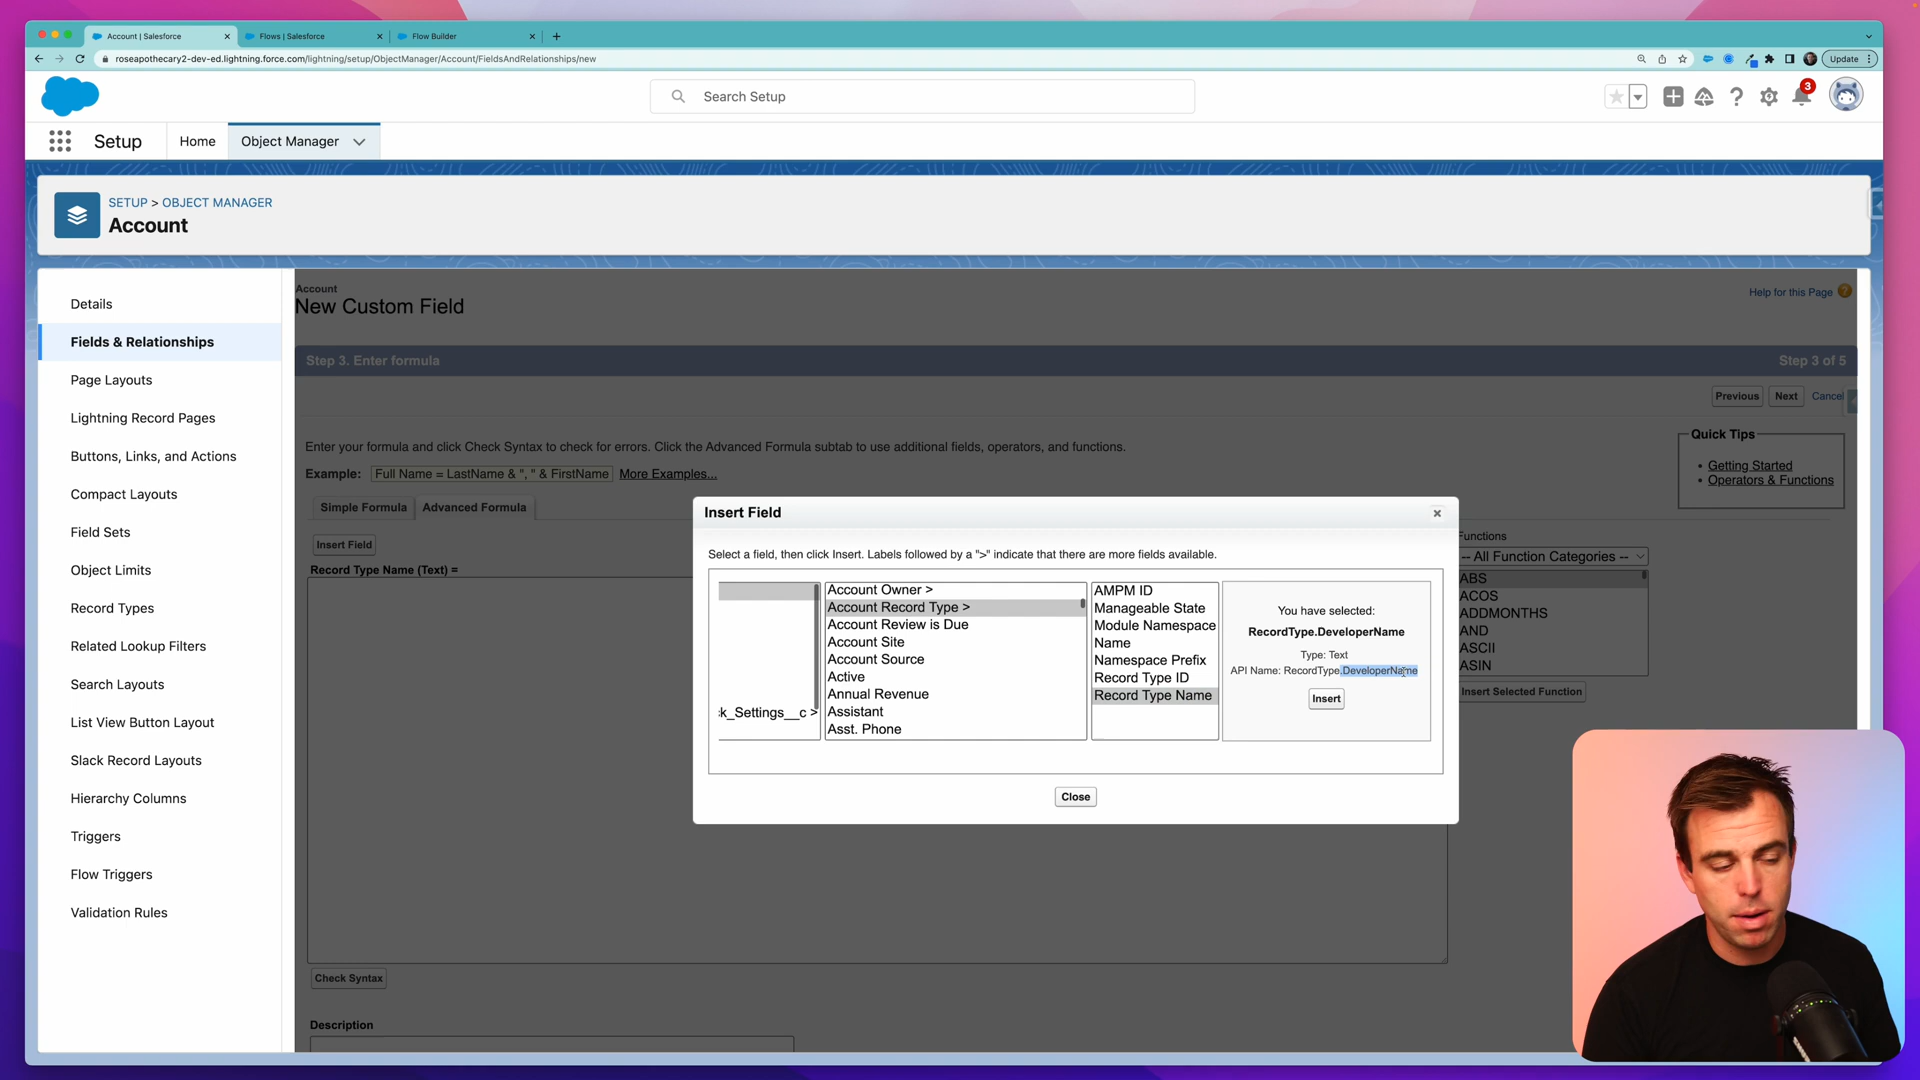 Account | Salesforce
Flows | Salesforce
Flow Builder
roseapothecary2-dev-ed.lightning.force.com/lightning/setup/ObjectManager/Account/FieldsAndRelationships/new
Update
Search Setup
3
Setup
Home
Object Manager
SETUP > OBJECT MANAGER
Account
Details
Fields & Relationships
Page Layouts
Lightning Record Pages
Buttons, Links, and Actions
Compact Layouts
Field Sets
Object Limits
Record Types
Related Lookup Filters
Search Layouts
List View Button Layout
Slack Record Layouts
Hierarchy Columns
Triggers
Flow Triggers
Validation Rules
Account
New Custom Field
Help for this Page
Step 3. Enter formula
Step 3 of 5
Previous
Next
Cancel
Enter your formula and click Check Syntax to check for errors. Click the Advanced Formula subtab to use additional fields, operators, and functions.
Example: Full Name = LastName & ", " & FirstName More Examples...
Quick Tips
• Getting Started
• Operators & Functions
Simple Formula
Advanced Formula
Insert Field
Record Type Name (Text) =
Functions
-- All Function Categories --
ABS
ACOS
ADDMONTHS
AND
ASCII
ASIN
Insert Selected Function
Insert Field
Select a field, then click Insert. Labels followed by a ">" indicate that there are more fields available.
k_Settings__c >
Account Owner >
Account Record Type >
Account Review is Due
Account Site
Account Source
Active
Annual Revenue
Assistant
Asst. Phone
AMPM ID
Manageable State
Module Namespace
Name
Namespace Prefix
Record Type ID
Record Type Name
You have selected:
RecordType.DeveloperName
Type: Text
API Name: RecordType.DeveloperName
Insert
Close
Check Syntax
Description